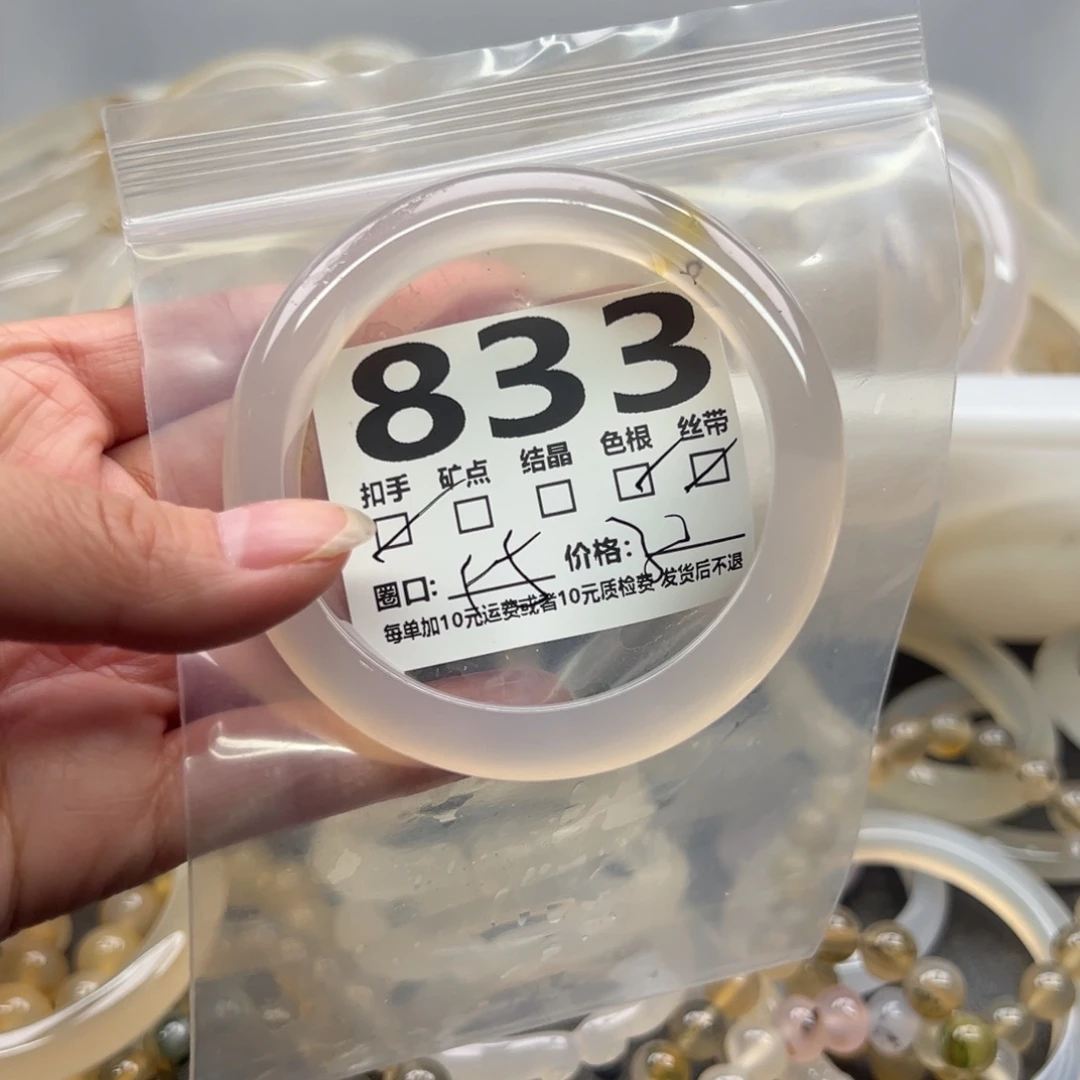 833
扣手 矿点 结晶 色根 丝带
圈口: 价格:
每单加10元运费或者10元质检费 发货后不退